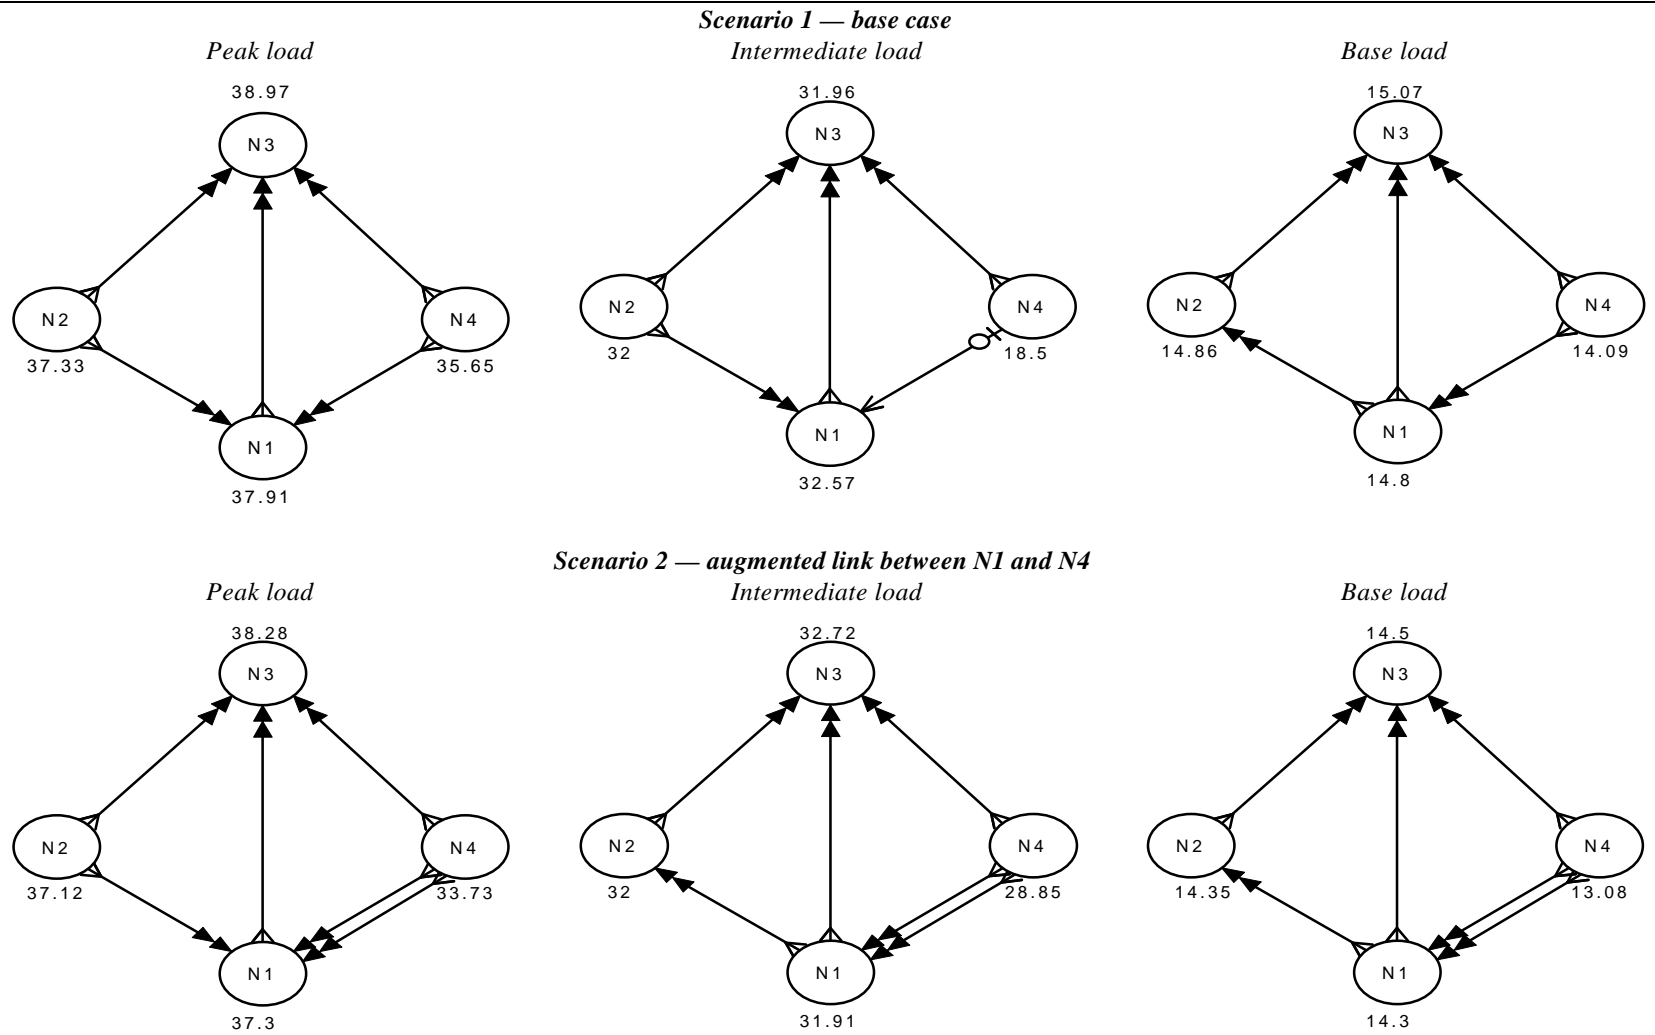 Scenario 1 — base case
Peak load Intermediate load Base load
38.97 31.96 15.07
N3 N3 N3
N2 N4 N2 N4 N2 N4
37.33 35.65 32 18.5 14.86 14.09
N1 N1 N1
37.91 32.57 14.8
Scenario 2 — augmented link between N1 and N4
Peak load Intermediate load Base load
38.28 32.72 14.5
N3 N3 N3
N2 N4 N2 N4 N2 N4
37.12 33.73 32 28.85 14.35 13.08
N1 N1 N1
37.3 31.91 14.3